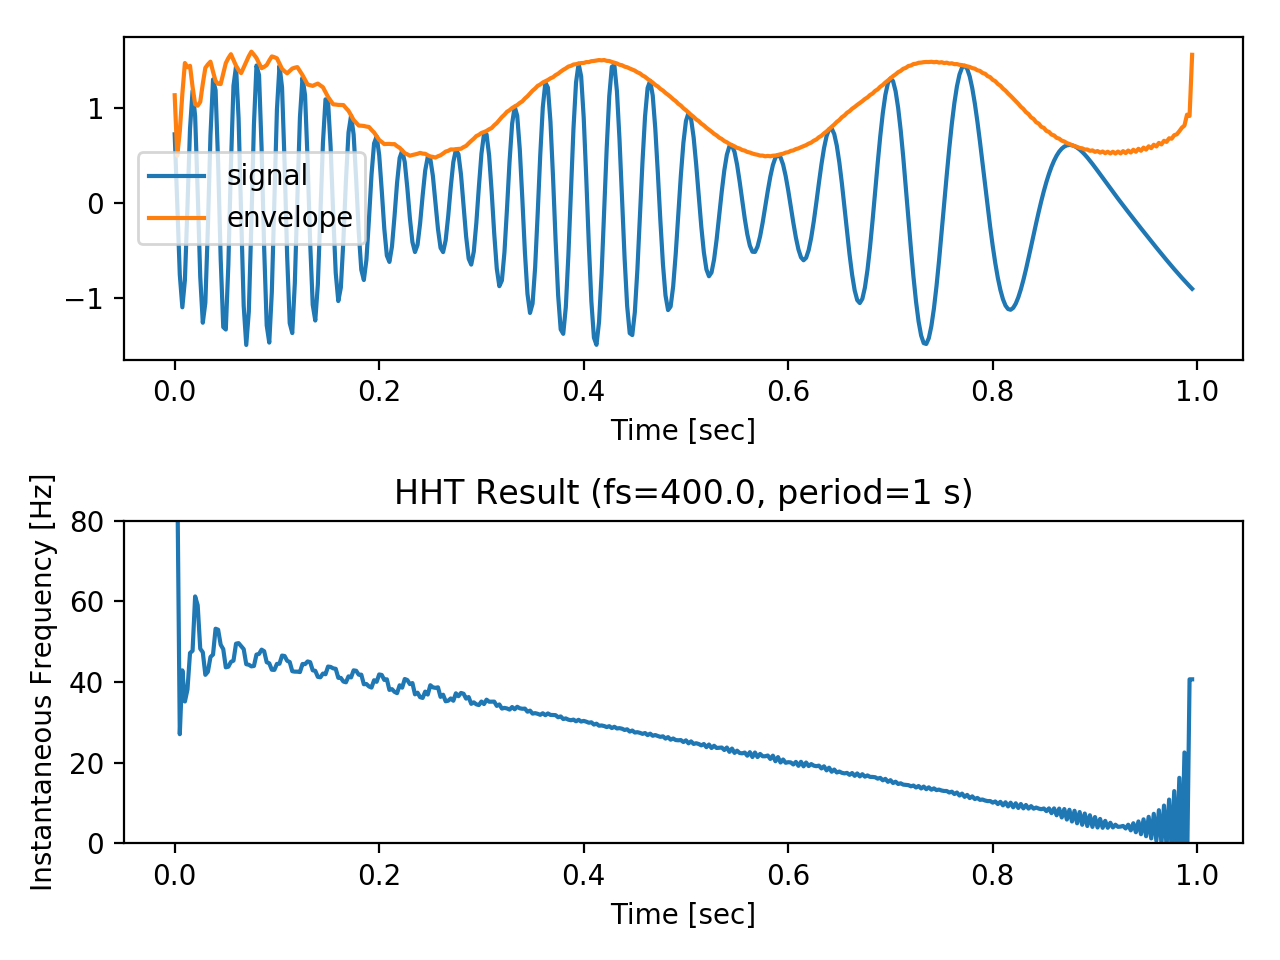 1
0
−1
signal
envelope
0.0 0.2 0.4 0.6 0.8 1.0
Time [sec]
HHT Result (fs=400.0, period=1 s)
Instantaneous Frequency [Hz]
80
60
40
20
0
0.0 0.2 0.4 0.6 0.8 1.0
Time [sec]